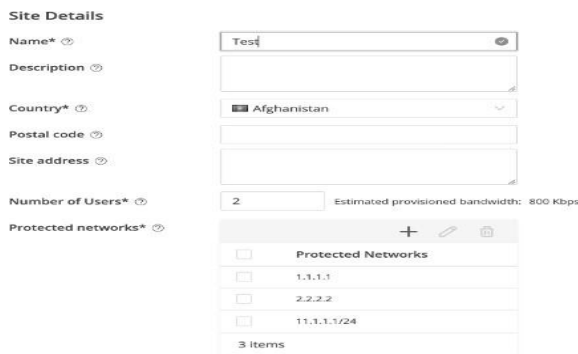 Site Details
Name* Test
Description
Country* Afghanistan
Postal code
Site address
Number of Users* 2 Estimated provisioned bandwidth: 800 Kbps
Protected networks*
Protected Networks
1.1.1.1
2.2.2.2
11.1.1.1/24
3 items